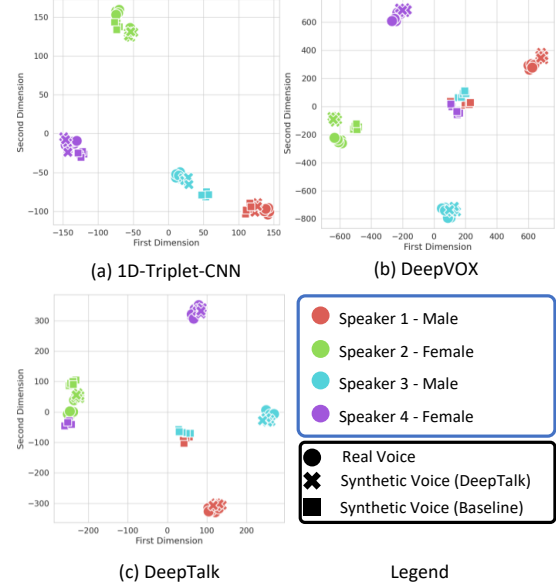 150
100
50
0
−50
−100
Second Dimension
−150
−100
−50
0
50
100
150
First Dimension
(a) 1D-Triplet-CNN
600
400
200
0
−200
−400
−600
−800
Second Dimension
−600
−400
−200
0
200
400
600
First Dimension
(b) DeepVOX
300
200
100
0
−100
−200
−300
Second Dimension
−200
−100
0
100
200
First Dimension
(c) DeepTalk
Speaker 1 - Male
Speaker 2 - Female
Speaker 3 - Male
Speaker 4 - Female
Real Voice
Synthetic Voice (DeepTalk)
Synthetic Voice (Baseline)
Legend